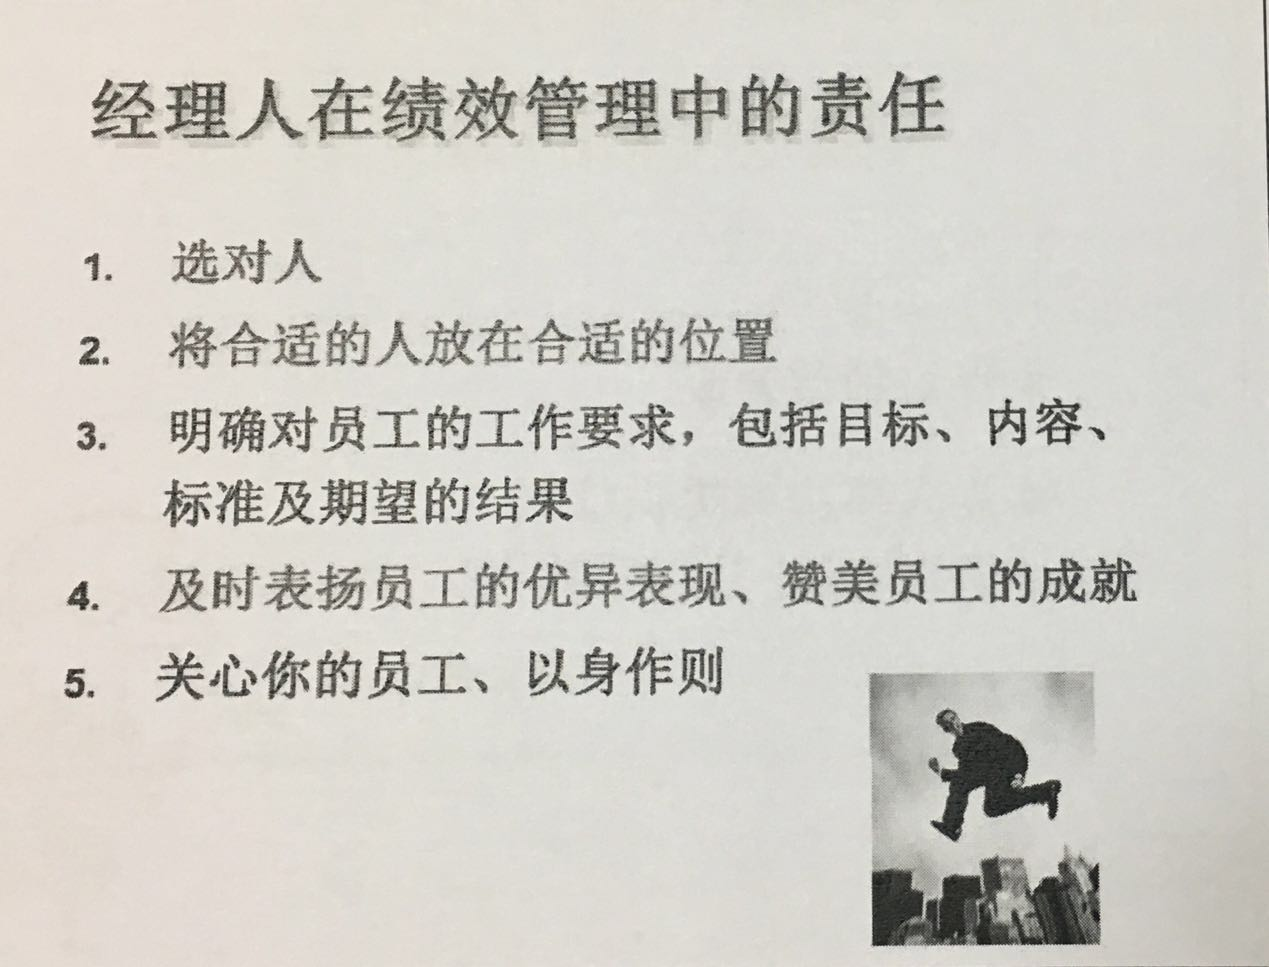 经理人在绩效管理中的责任
1. 选对人
2. 将合适的人放在合适的位置
3. 明确对员工的工作要求，包括目标、内容、
标准及期望的结果
4. 及时表扬员工的优异表现、赞美员工的成就
5. 关心你的员工、以身作则